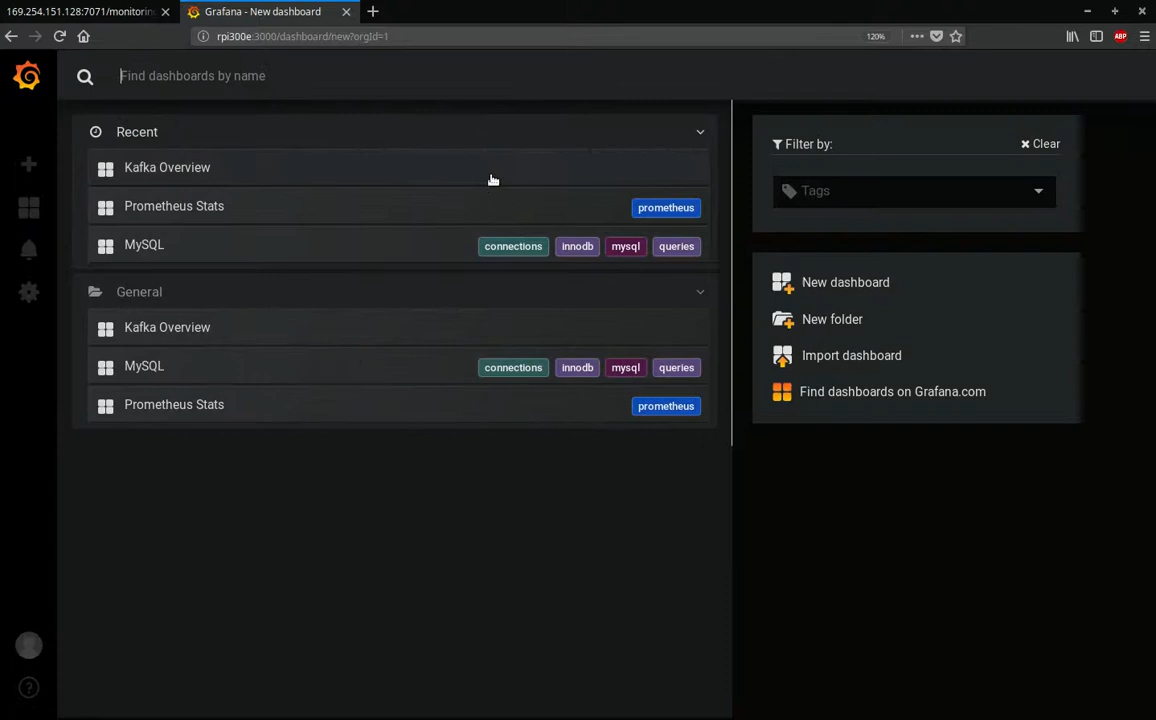 169.254.151.128:7071/monitorin
Grafana - New dashboard
rpi300e:3000/dashboard/new?orgId=1
120%
ABP
Find dashboards by name
Recent
Kafka Overview
Prometheus Stats
prometheus
MySQL
connections innodb mysql queries
General
Kafka Overview
MySQL
connections innodb mysql queries
Prometheus Stats
prometheus
Filter by:
Clear
Tags
New dashboard
New folder
Import dashboard
Find dashboards on Grafana.com